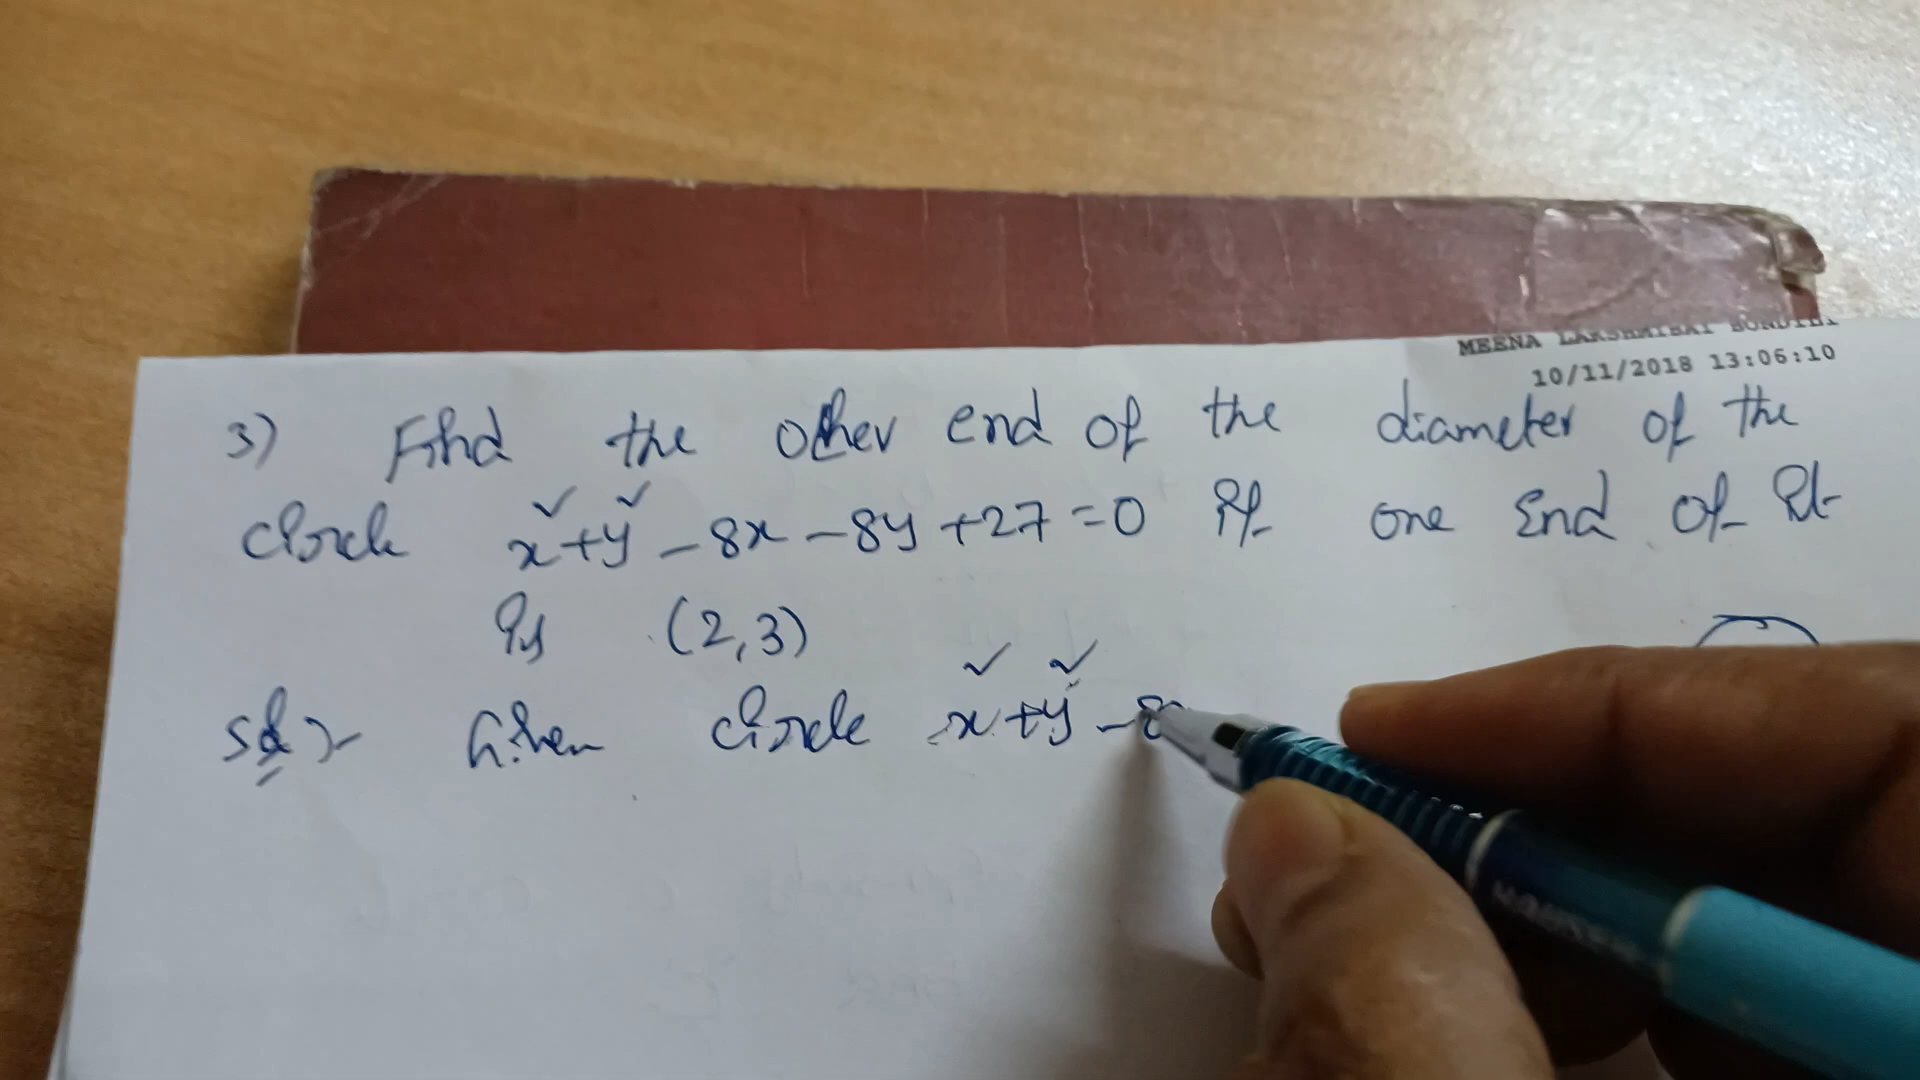 MEENA LAKSHMIBAI BONDILI
10/11/2018 13:06:10
3) Find the other end of the diameter of the
circle x²+y²-8x-8y+27=0 if one End of it
is (2,3)
Sol:- Given circle x²+y²-8